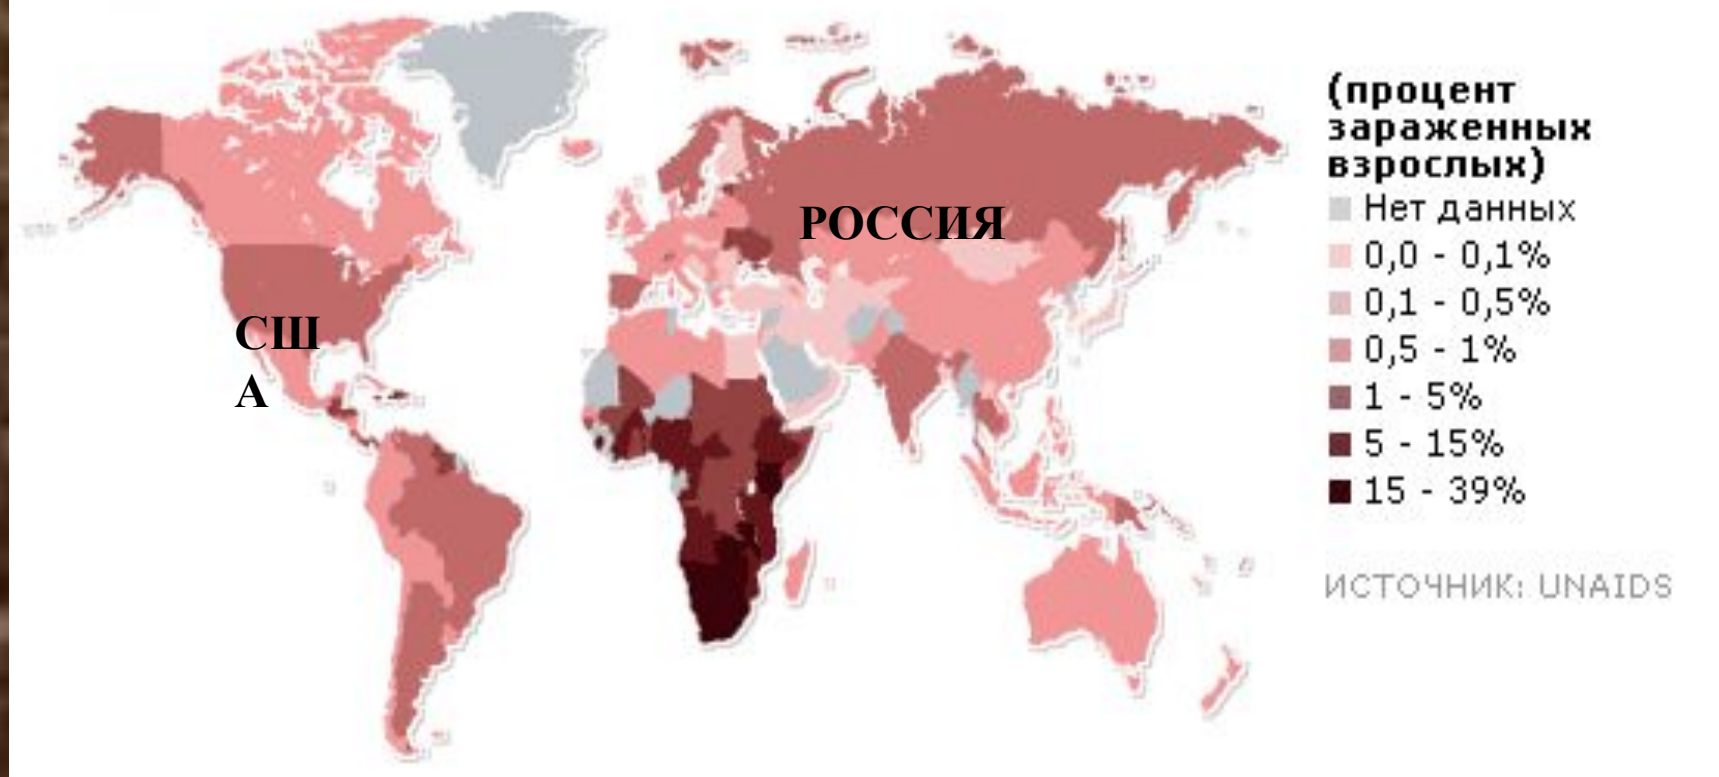 РОССИЯ
СШ
А
(процент
зараженных
взрослых)
Нет данных
0,0 - 0,1%
0,1 - 0,5%
0,5 - 1%
1 - 5%
5 - 15%
15 - 39%
ИСТОЧНИК: UNAIDS